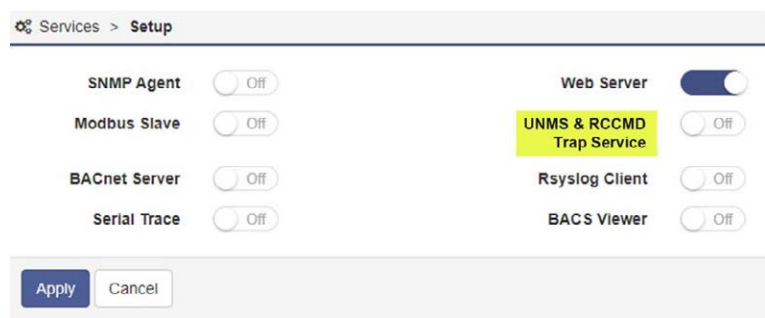 Services > Setup
SNMP Agent Off Web Server
Modbus Slave Off UNMS & RCCMD Off
Trap Service
BACnet Server Off Rsyslog Client Off
Serial Trace Off BACS Viewer Off
Apply Cancel